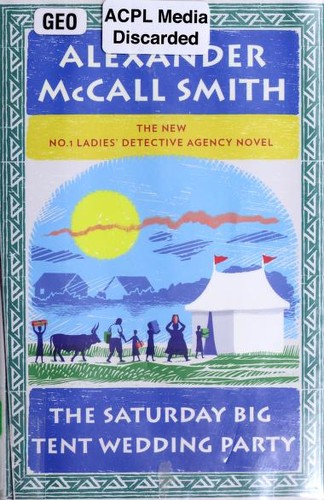 GEO
ACPL Media
Discarded
ALEXANDER
McCALL SMITH
THE NEW
NO.1 LADIES' DETECTIVE AGENCY NOVEL
THE SATURDAY BIG
TENT WEDDING PARTY